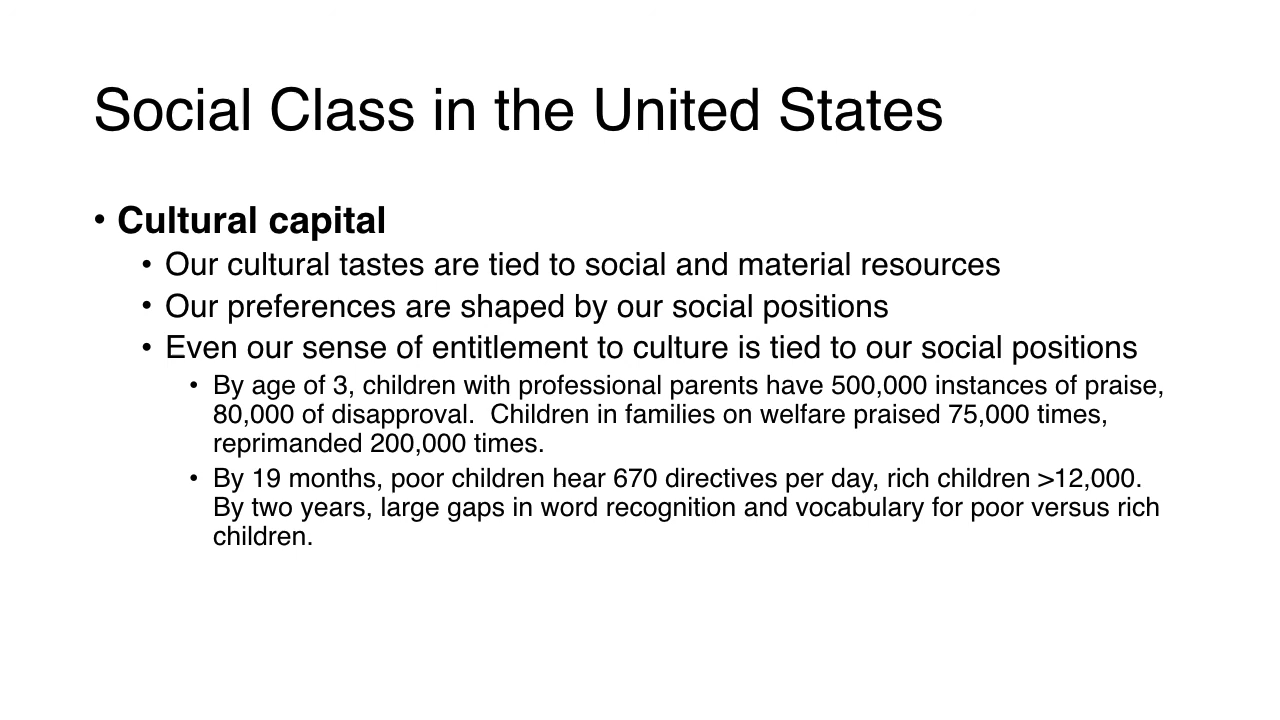 Social Class in the United States
• Cultural capital
• Our cultural tastes are tied to social and material resources
• Our preferences are shaped by our social positions
• Even our sense of entitlement to culture is tied to our social positions
• By age of 3, children with professional parents have 500,000 instances of praise,
80,000 of disapproval.  Children in families on welfare praised 75,000 times,
reprimanded 200,000 times.
• By 19 months, poor children hear 670 directives per day, rich children >12,000.
By two years, large gaps in word recognition and vocabulary for poor versus rich
children.